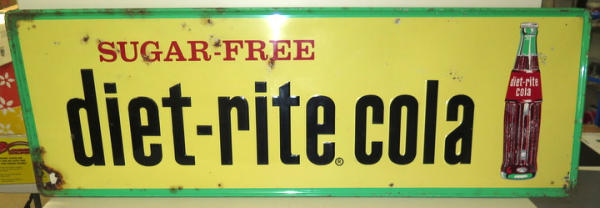 SUGAR-FREE
diet-rite cola®
diet-rite
cola